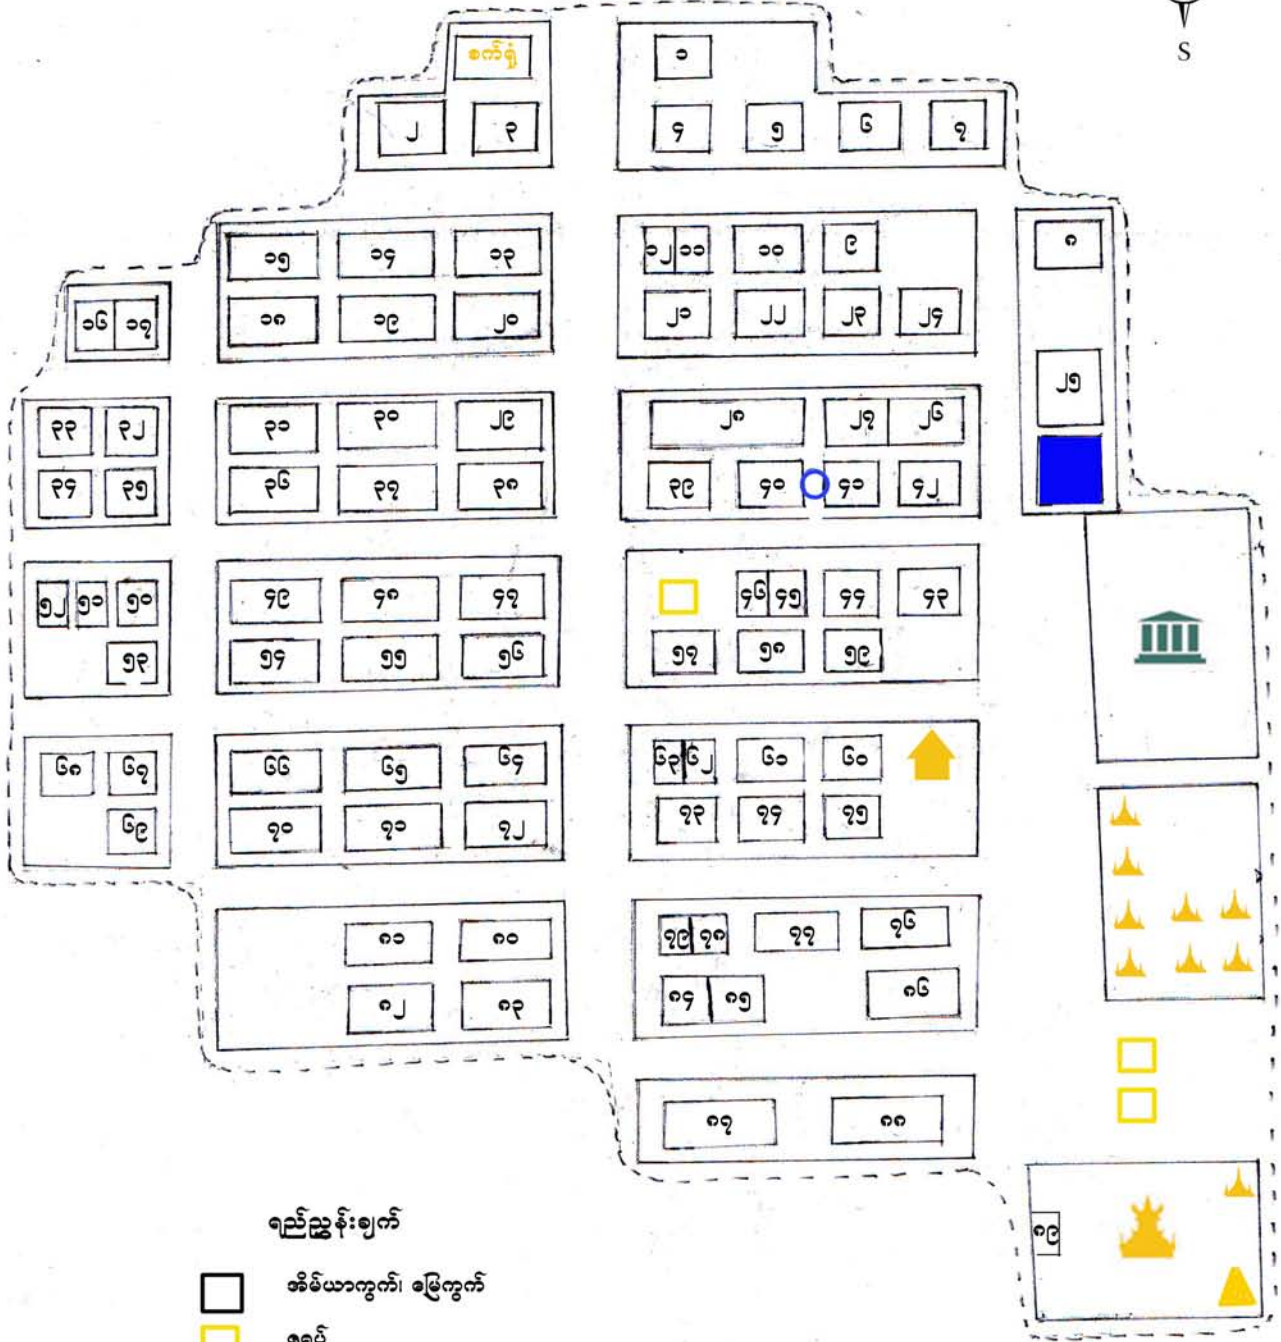 S
စက်ရုံ ၁
၂ ၃ ၄ ၅ ၆ ၇
၁၅ ၁၄ ၁၃ ၁၂ ၁၁ ၁၀ ၉ ၈
၁၆ ၁၇ ၁၈ ၁၉ ၂၀ ၂၁ ၂၂ ၂၃ ၂၄
၂၅
၃၃ ၃၂ ၃၁ ၃၀ ၂၉ ၂၈ ၂၇ ၂၆
၃၄ ၃၅ ၃၆ ၃၇ ၃၈ ၃၉ ၄၀ ၄၁ ၄၂
၅၂ ၅၁ ၅၀ ၄၉ ၄၈ ၄၇ ၄၆ ၄၅ ၄၄ ၄၃
၅၃ ၅၄ ၅၅ ၅၆ ၅၇ ၅၈ ၅၉
၆၈ ၆၇ ၆၆ ၆၅ ၆၄ ၆၃ ၆၂ ၆၁ ၆၀
၆၉ ၇၀ ၇၁ ၇၂ ၇၃ ၇၄ ၇၅
၈၁ ၈၀ ၇၉ ၇၈ ၇၇ ၇၆
၈၂ ၈၃ ၈၄ ၈၅ ၈၆
၈၇ ၈၈
၈၉
ရည်ညွှန်းချက်
အိမ်ယာကွက်၊ မြေကွက်
ဇရပ်